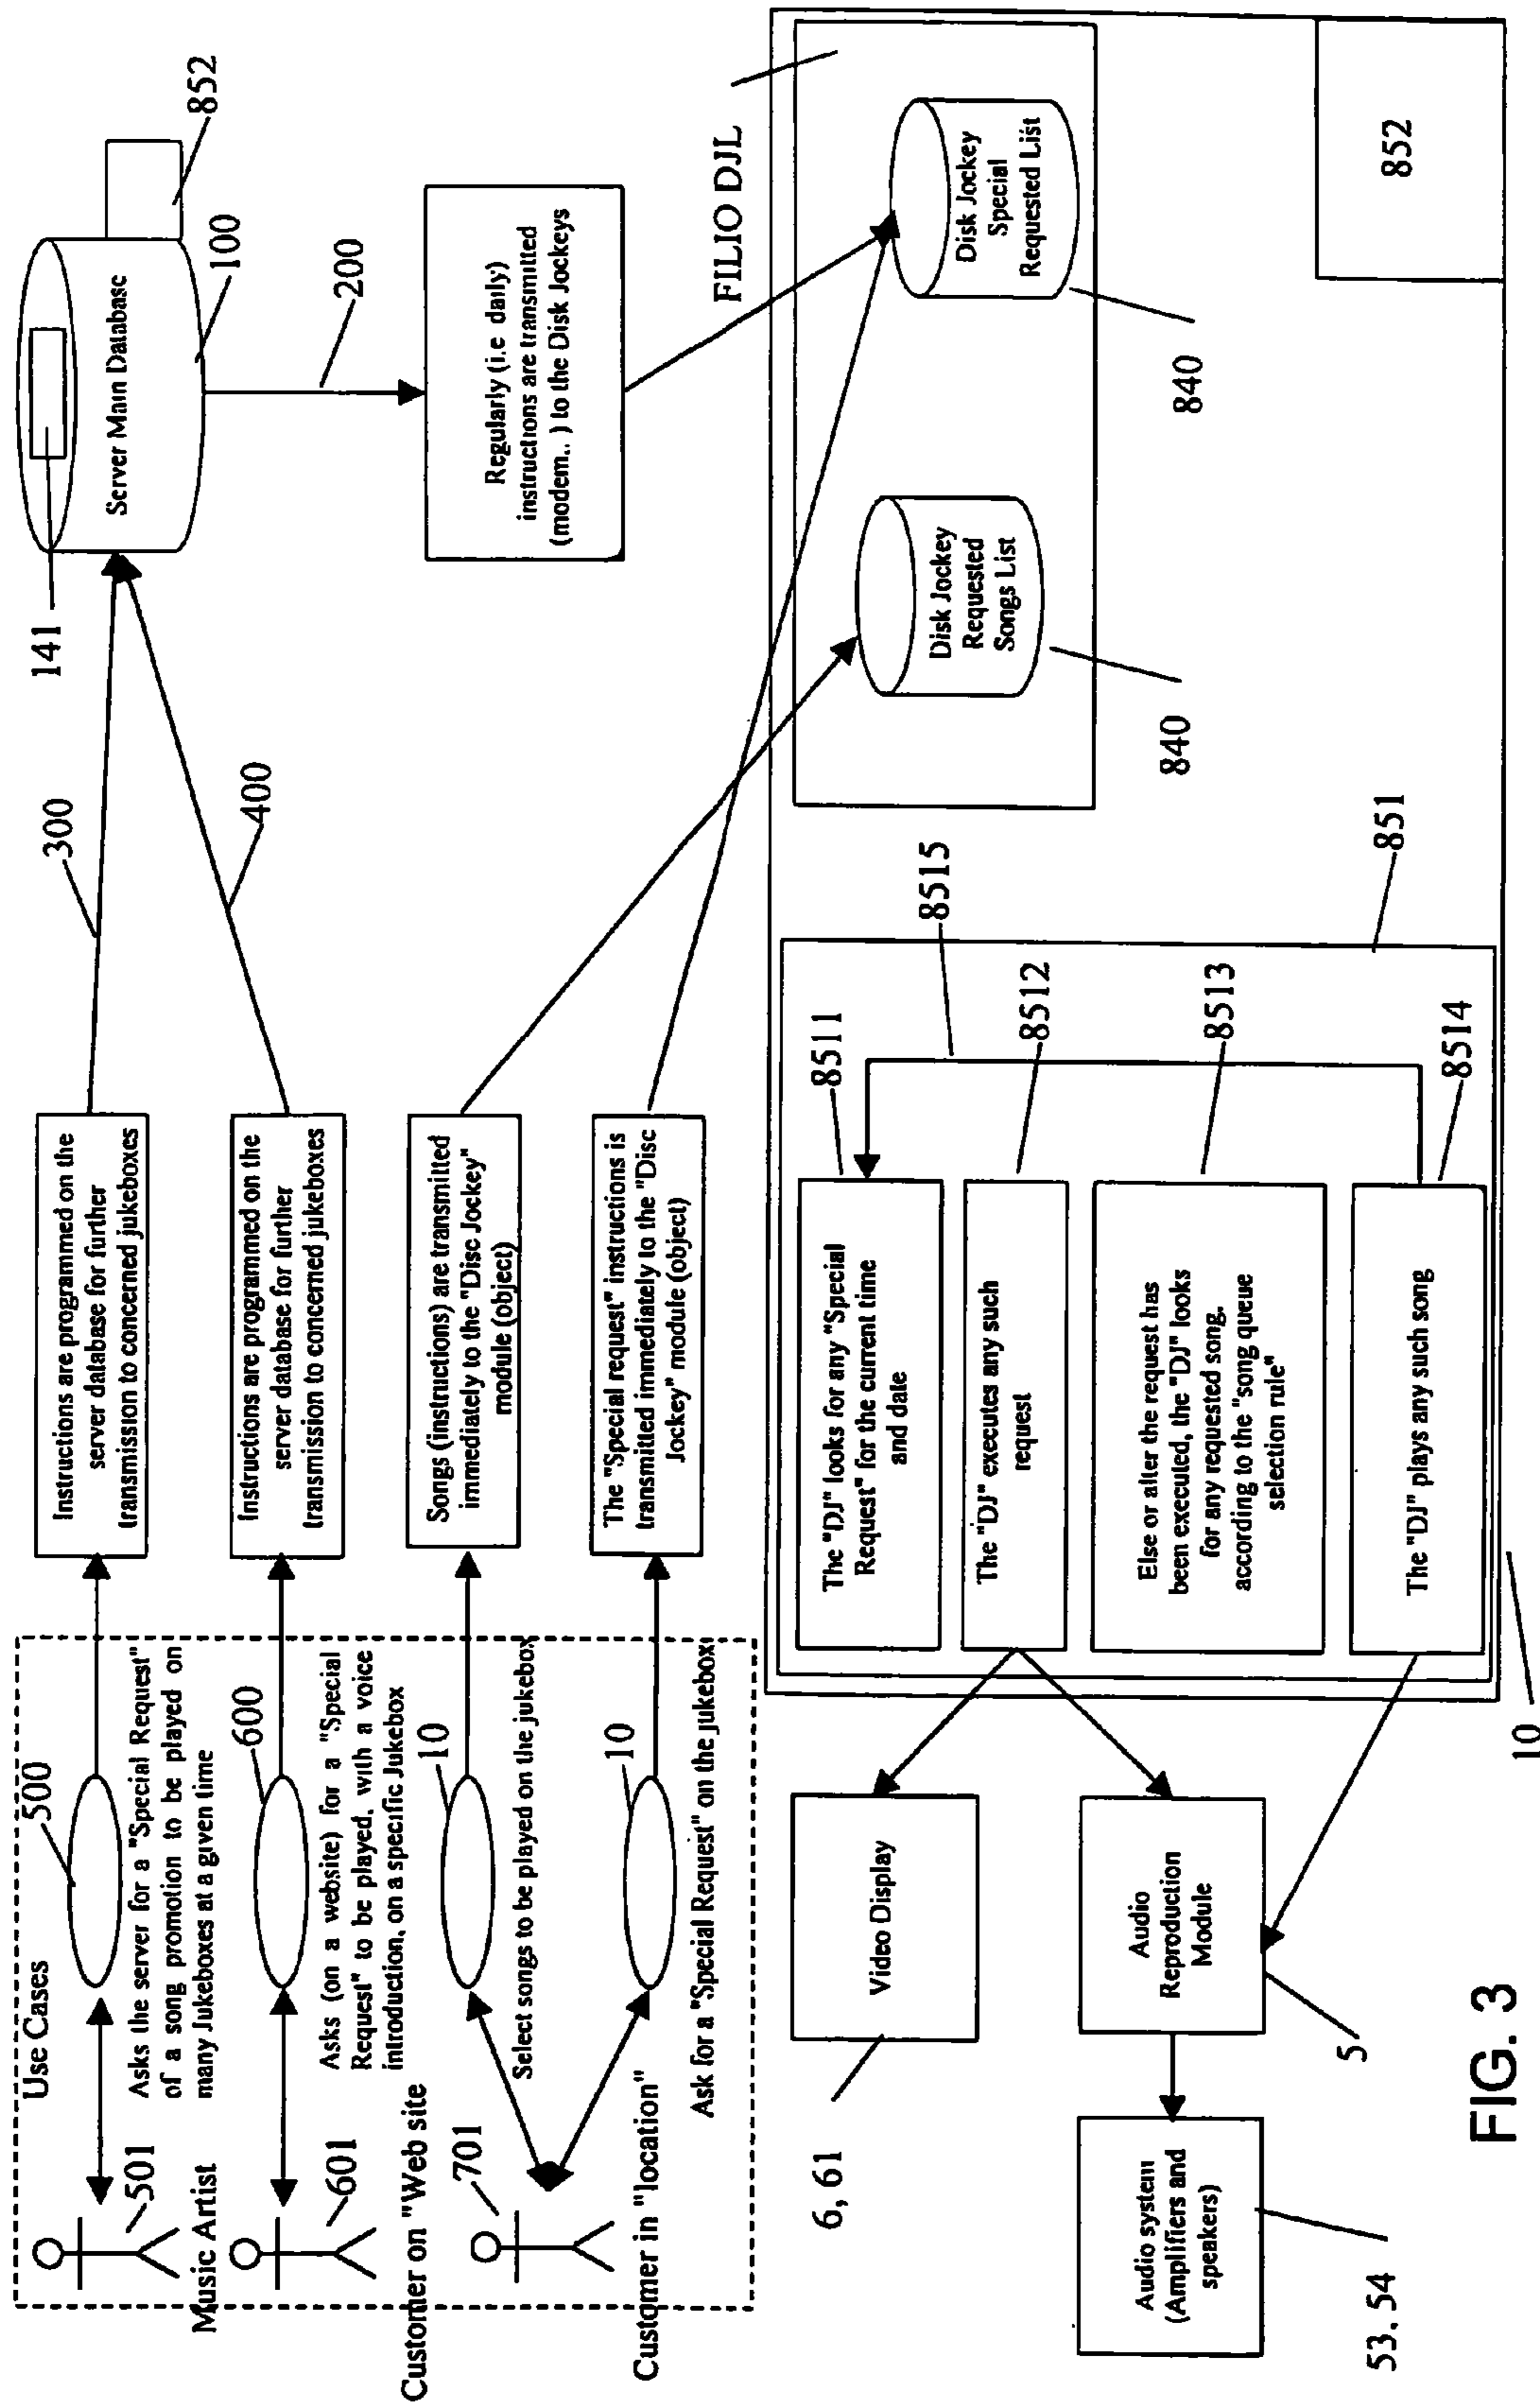 Use Cases
500
501
Music Artist
Asks the server for a "Special Request"
of a song promotion to be played on
many Jukeboxes at a given time
Instructions are programmed on the
server database for further
transmission to concerned jukeboxes
300
600
601
Customer on "Web site
Asks (on a website) for a "Special
Request" to be played, with a voice
introduction, on a specific Jukebox
Instructions are programmed on the
server database for further
transmission to concerned jukeboxes
400
10
701
Customer in "location"
Select songs to be played on the jukebox
Songs (instructions) are transmitted
immediately to the "Disc Jockey"
module (object)
10
Ask for a "Special Request" on the jukebox
The "Special request" instructions is
transmitted immediately to the "Disc
Jockey" module (object)
141
Server Main Database
852
100
200
Regularly (i.e daily)
instructions are transmitted
(modem.. ) to the Disk Jockeys
FILIO DJL
Disk Jockey
Requested
Songs List
840
Disk Jockey
Special
Requested List
840
852
851
8515
The "DJ" looks for any "Special
Request" for the current time
and date
8511
The "DJ" executes any such
request
8512
Else or alter the request has
been executed, the "DJ" looks
for any requested song.
according to the "song queue
selection rule"
8513
The "DJ" plays any such song
8514
10
Video Display
6, 61
Audio
Reproduction
Module
5
Audio system
(Amplifiers and
speakers)
53. 54
FIG. 3